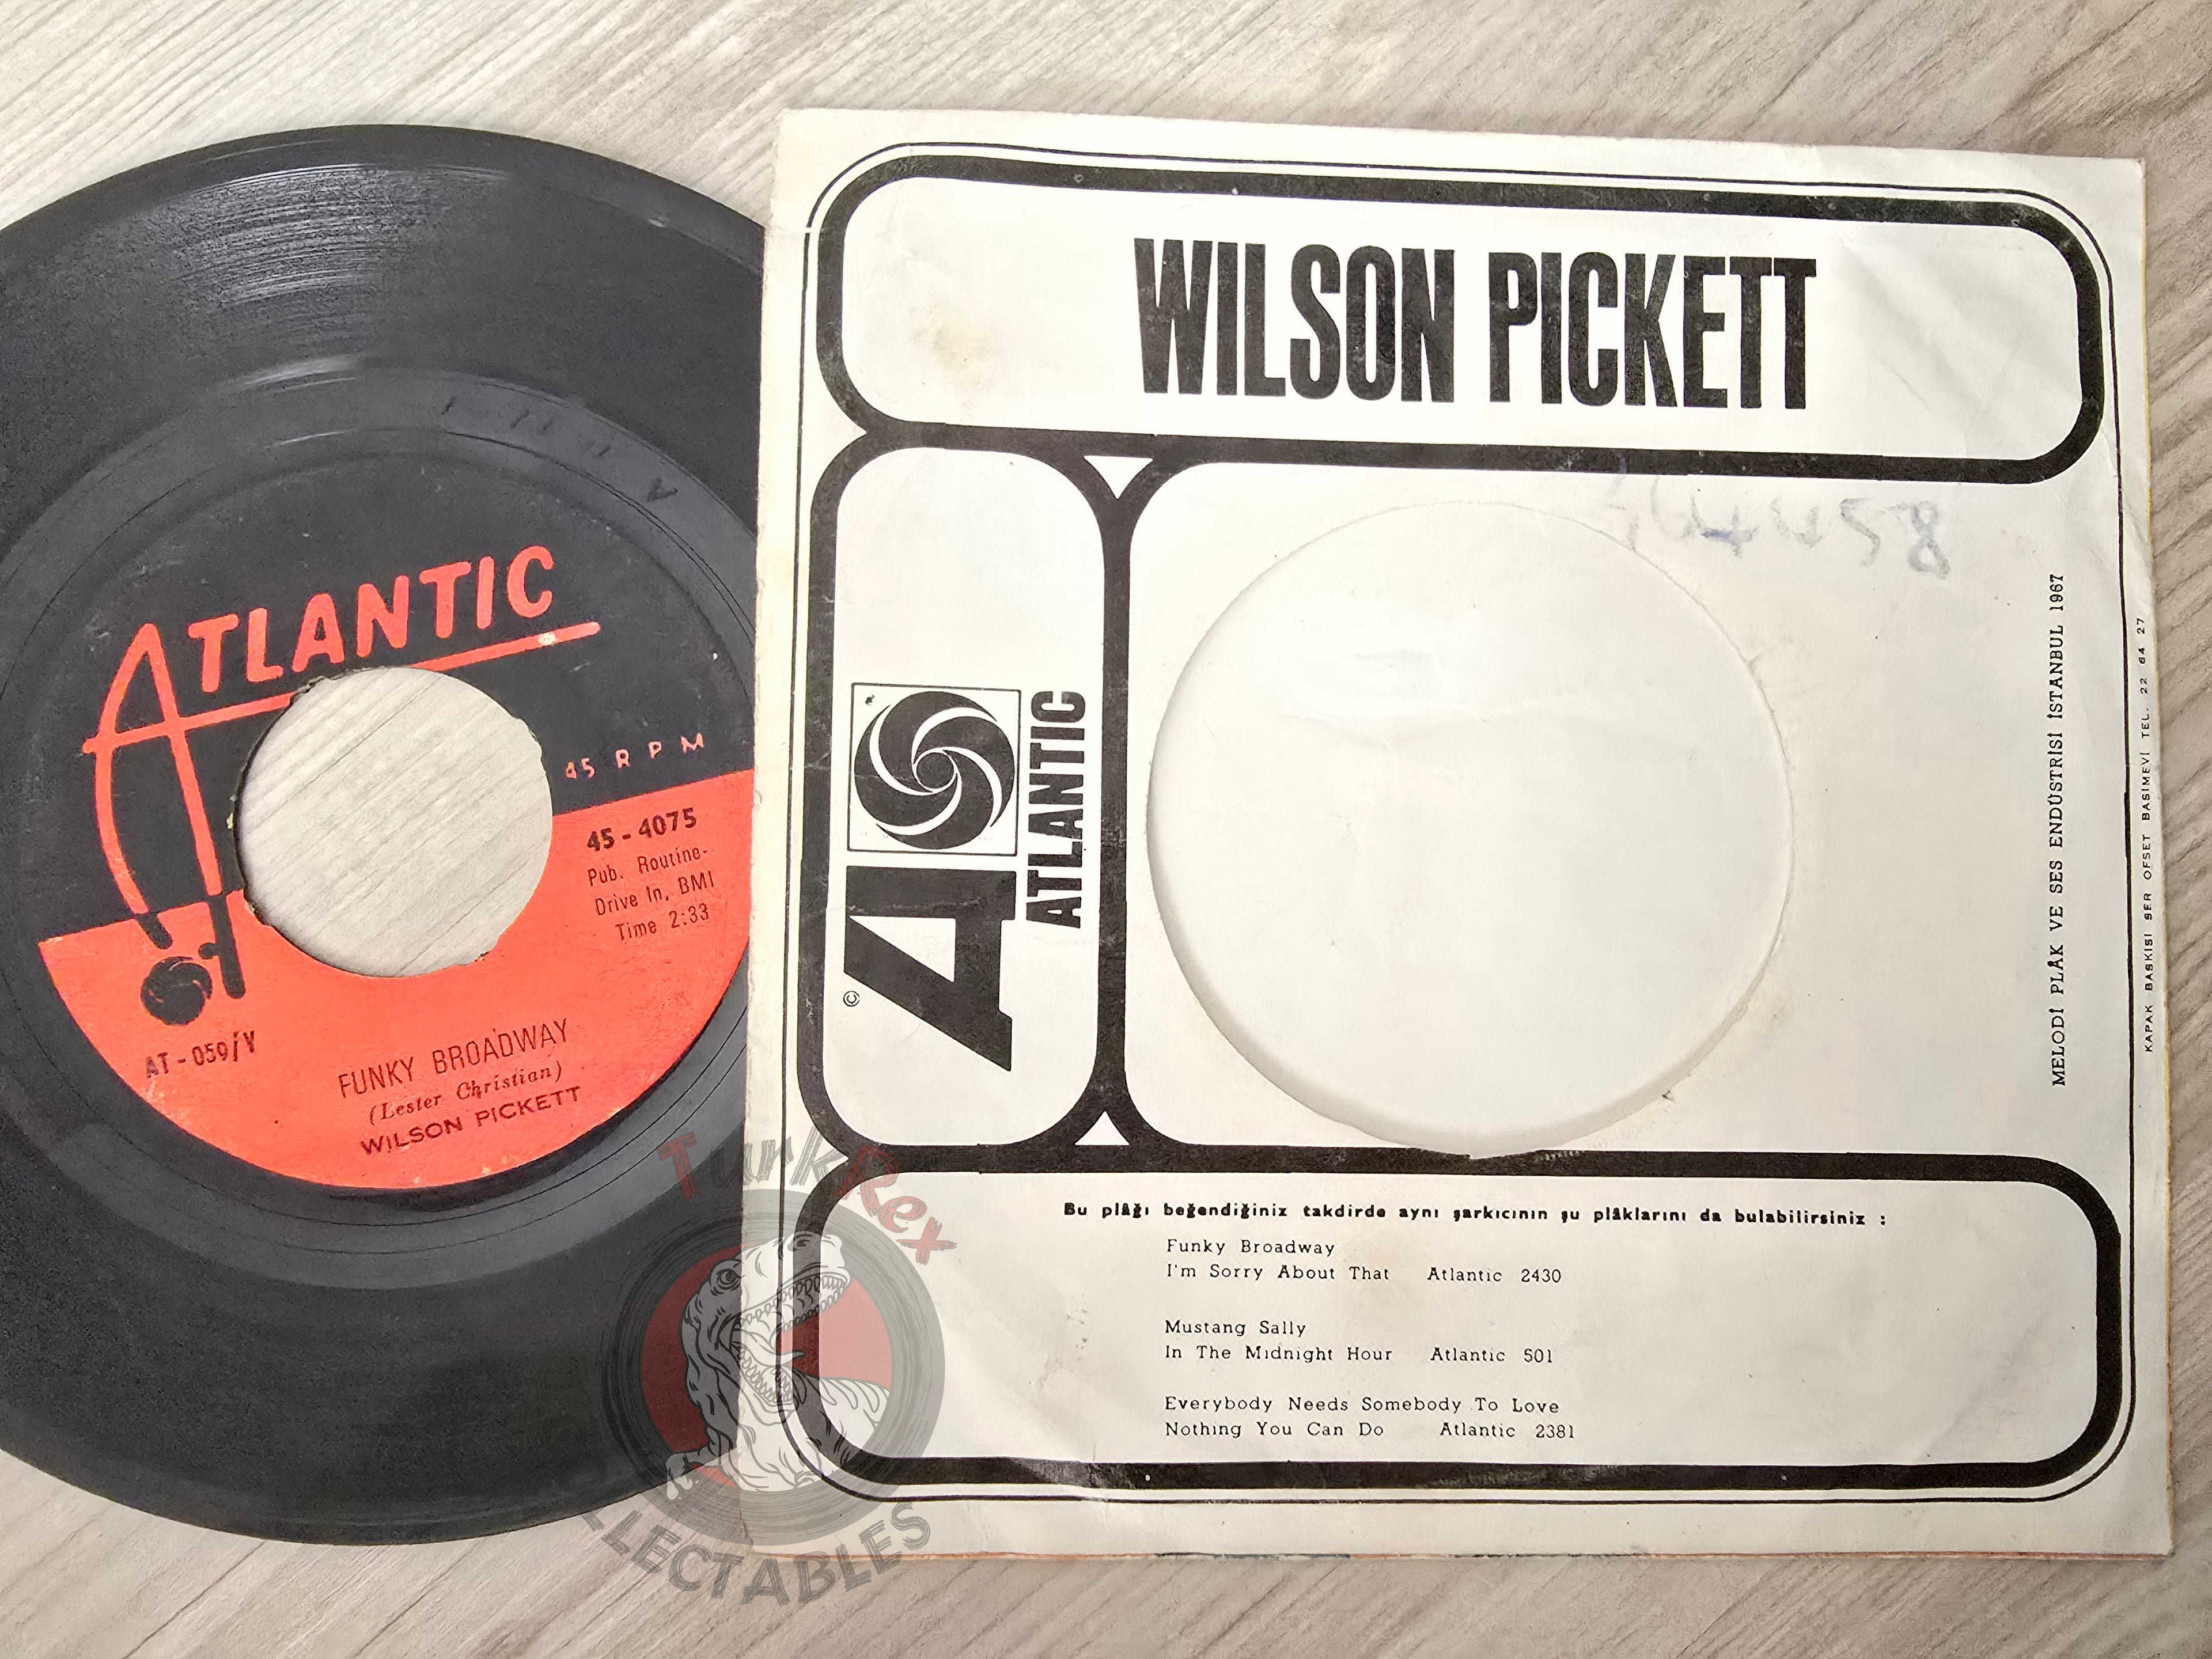 ATLANTIC
45 RPM
45 - 4075
Pub. Routine-
Drive In, BMI
Time 2:33
AT - 059/Y
FUNKY BROADWAY
(Lester Christian)
WILSON PICKETT
WILSON PICKETT
ATLANTIC
©
MELODİ PLÂK VE SES ENDÜSTRİSİ İSTANBUL 1967
KAPAK BASKISI SER OFSET BASIMEVİ TEL. 22 64 27
Bu plâğı beğendiğiniz takdirde aynı şarkıcının şu plâklarını da bulabilirsiniz :
Funky Broadway
I'm Sorry About That Atlantic 2430
Mustang Sally
In The Mıdnight Hour Atlantic 501
Everybody Needs Somebody To Love
Nothing You Can Do Atlantic 2381
TurkRex